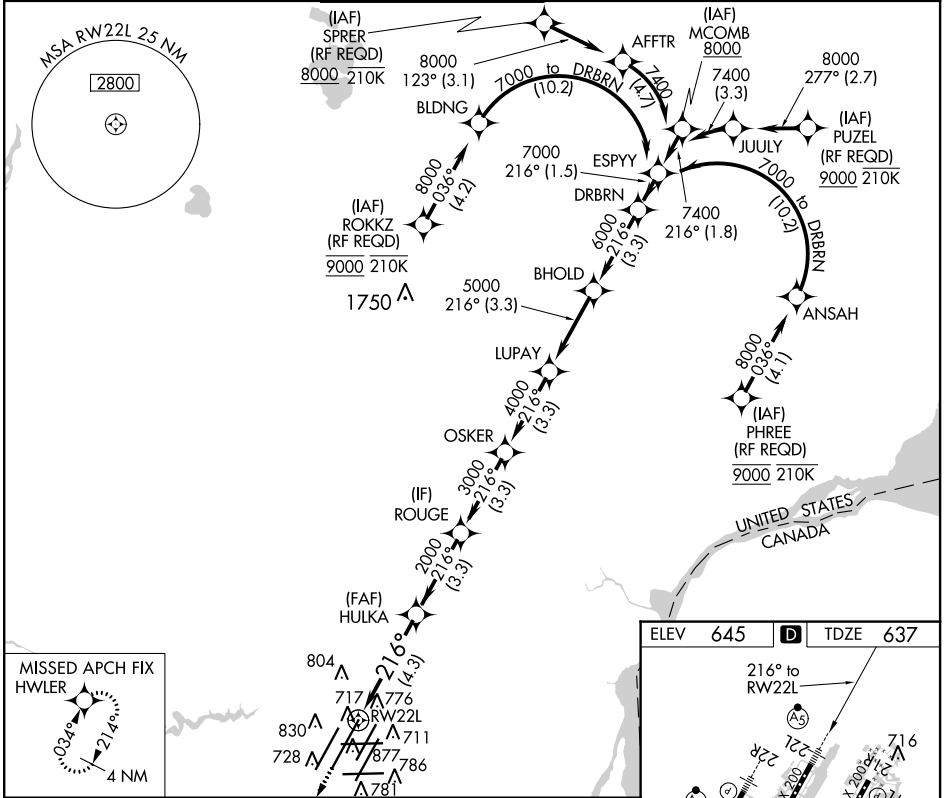 MSA RW22L 25 NM
2800
(IAF)
SPRER
(RF REQD)
8000 210K
8000
123° (3.1)
AFFTR
7400
(4.7)
(IAF)
MCOMB
8000
7400
(3.3)
8000
277° (2.7)
JUULY
(IAF)
PUZEL
(RF REQD)
9000 210K
BLDNG
7000 to DRBRN
(10.2)
8000
036°
(4.2)
(IAF)
ROKKZ
(RF REQD)
9000 210K
1750
ESPYY
7000
216° (1.5)
DRBRN
7400
216° (1.8)
7000 to DRBRN
(10.2)
ANSAH
8000
036°
(4.1)
(IAF)
PHREE
(RF REQD)
9000 210K
6000
216°
(3.3)
BHOLD
5000
216° (3.3)
LUPAY
4000
216°
(3.3)
OSKER
3000
216°
(3.3)
(IF)
ROUGE
2000
216°
(3.3)
(FAF)
HULKA
216°
(4.3)
UNITED STATES
CANADA
804
717
776
RW22L
830
711
728
877
786
781
MISSED APCH FIX
HWLER
034°
214°
4 NM
ELEV 645 D TDZE 637
216° to
RW22L
A5
22R
22L
716
21R
X 200
X 200
P